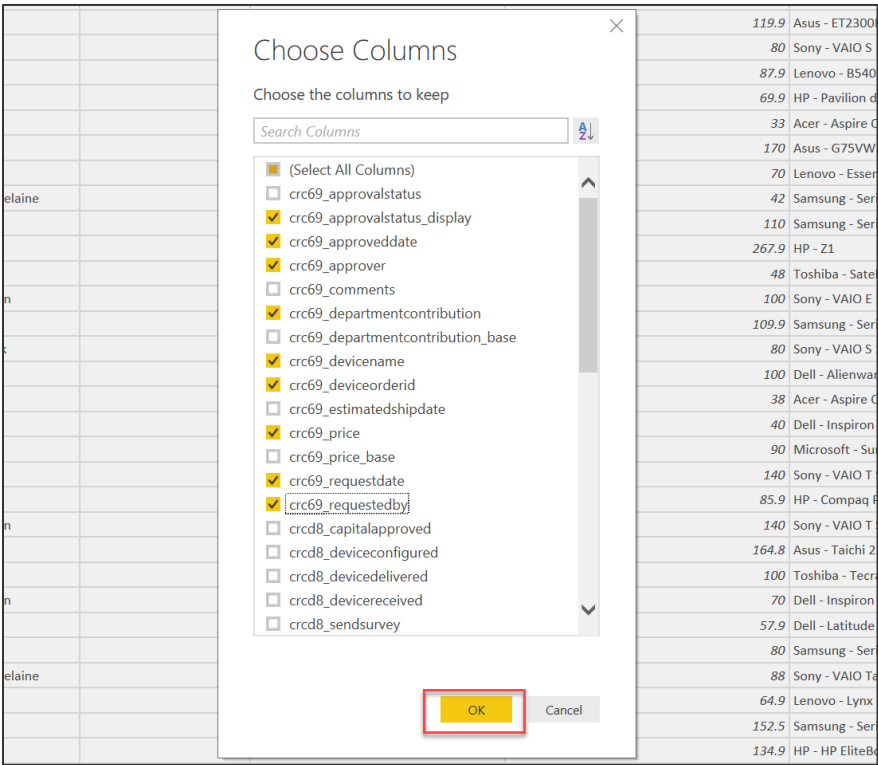 Choose Columns
Choose the columns to keep
Search Columns
A
Z
(Select All Columns)
crc69_approvalstatus
crc69_approvalstatus_display
crc69_approveddate
crc69_approver
crc69_comments
crc69_departmentcontribution
crc69_departmentcontribution_base
crc69_devicename
crc69_deviceorderid
crc69_estimatedshipdate
crc69_price
crc69_price_base
crc69_requestdate
crc69_requestedby
crcd8_capitalapproved
crcd8_deviceconfigured
crcd8_devicedelivered
crcd8_devicereceived
crcd8_sendsurvey
OK
Cancel
elaine
n
n
n
elaine
119.9 Asus - ET2300
80 Sony - VAIO S
87.9 Lenovo - B540
69.9 HP - Pavilion d
33 Acer - Aspire
170 Asus - G75VW
70 Lenovo - Esser
42 Samsung - Seri
110 Samsung - Seri
267.9 HP - Z1
48 Toshiba - Satel
100 Sony - VAIO E
109.9 Samsung - Seri
80 Sony - VAIO S
100 Dell - Alienwar
38 Acer - Aspire
40 Dell - Inspiron
90 Microsoft - Su
140 Sony - VAIO T
85.9 HP - Compaq
140 Sony - VAIO T
164.8 Asus - Taichi 2
100 Toshiba - Tecr
70 Dell - Inspiron
57.9 Dell - Latitude
80 Samsung - Seri
88 Sony - VAIO Ta
64.9 Lenovo - Lynx
152.5 Samsung - Seri
134.9 HP - HP EliteB